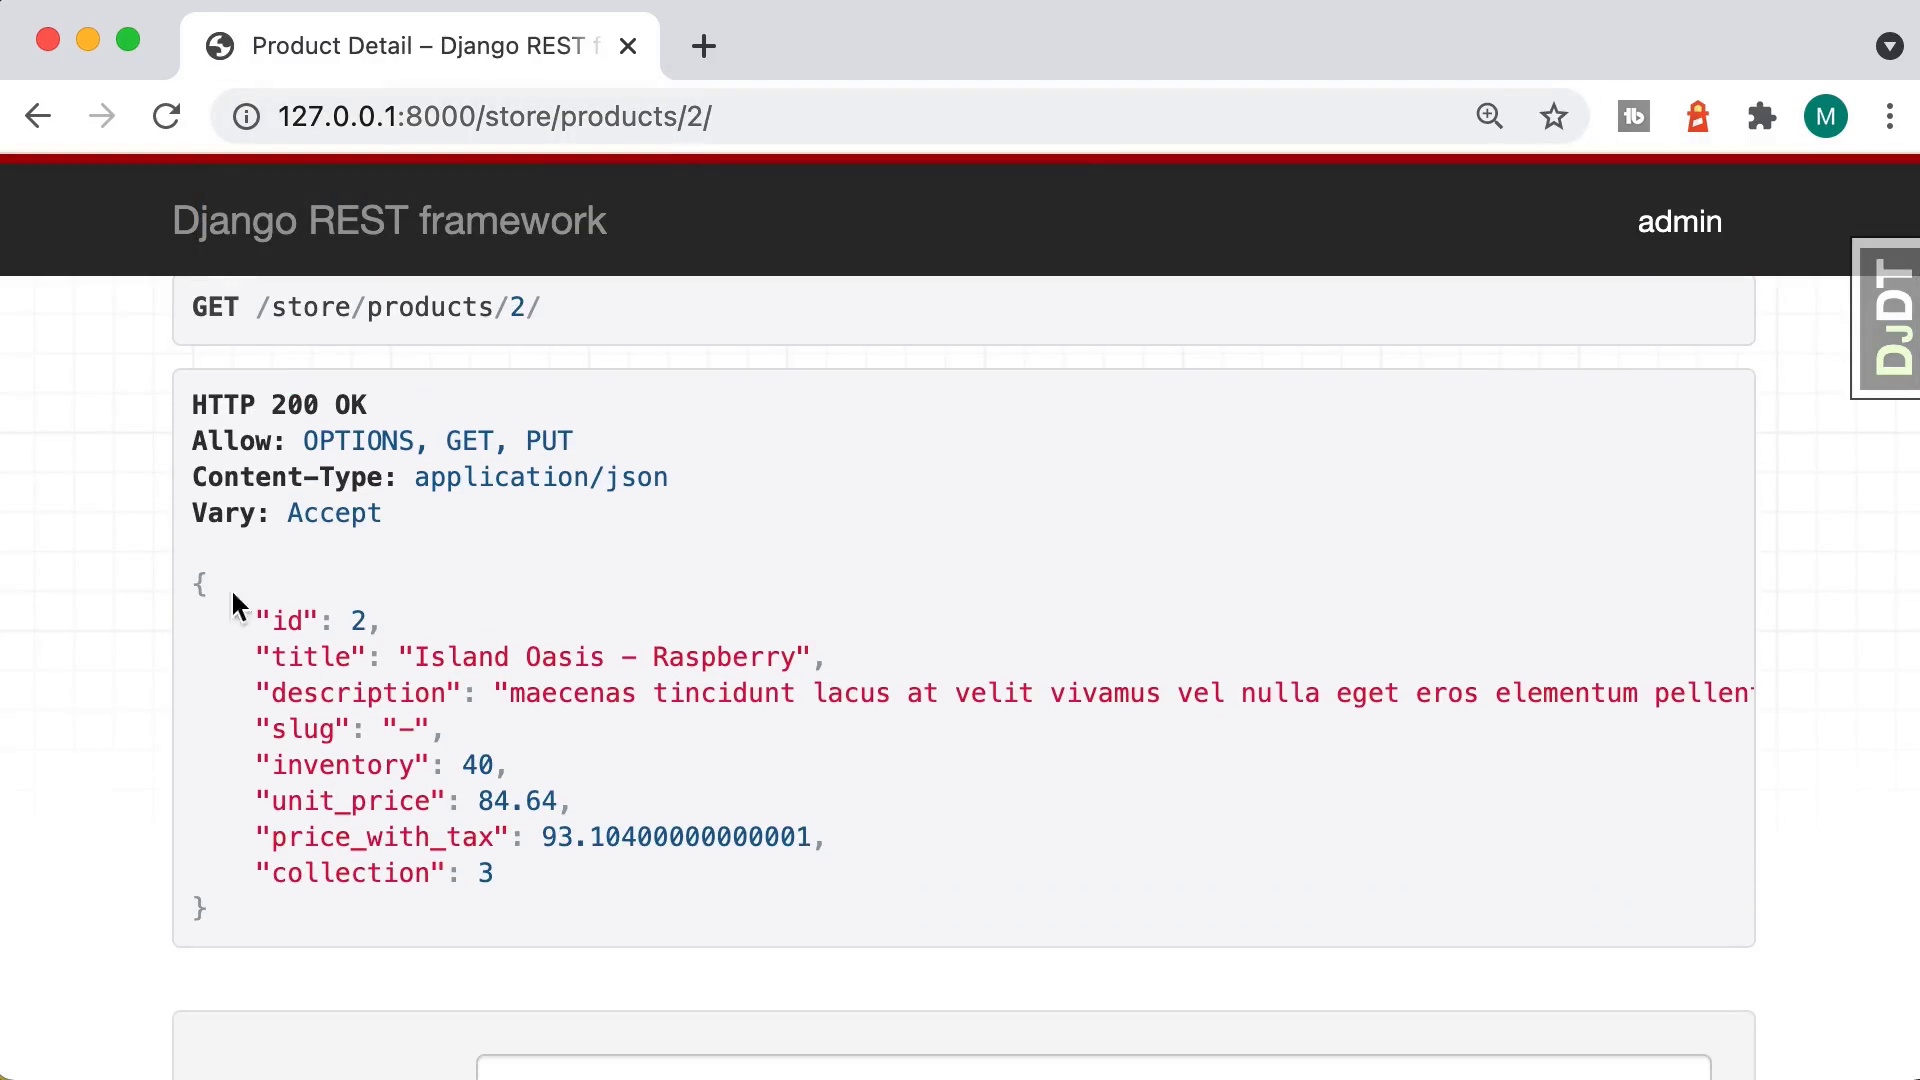 Product Detail – Django REST f
127.0.0.1:8000/store/products/2/
M
Django REST framework
admin
DJDT
GET /store/products/2/
HTTP 200 OK
Allow: OPTIONS, GET, PUT
Content-Type: application/json
Vary: Accept
{
"id": 2,
"title": "Island Oasis – Raspberry",
"description": "maecenas tincidunt lacus at velit vivamus vel nulla eget eros elementum pellen
"slug": "-",
"inventory": 40,
"unit_price": 84.64,
"price_with_tax": 93.10400000000001,
"collection": 3
}